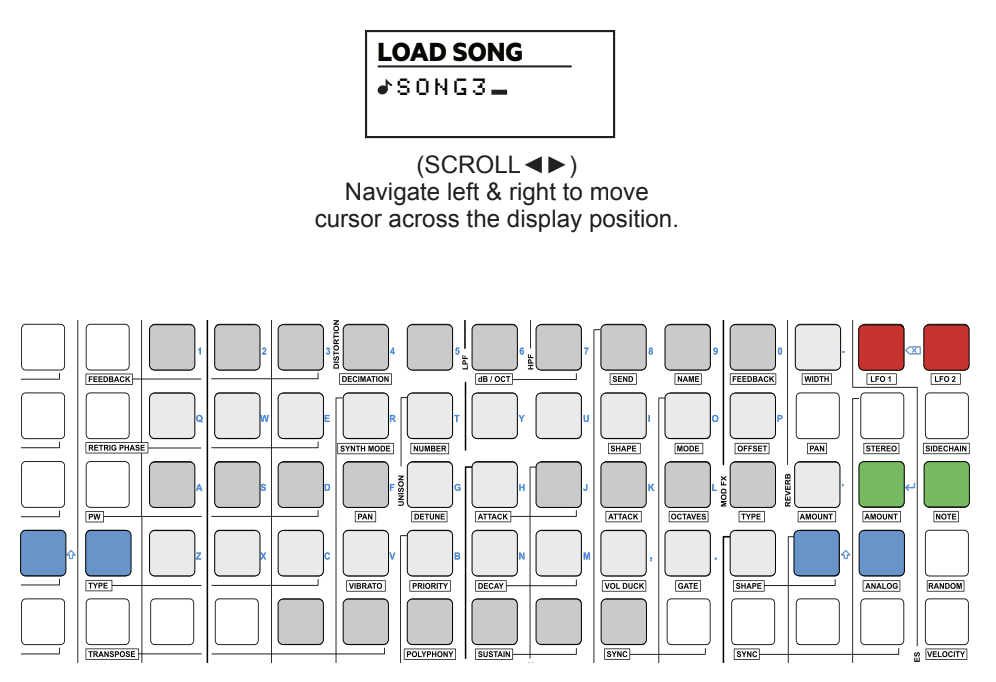 LOAD SONG
♪SONG3_
(SCROLL◄►)
Navigate left & right to move
cursor across the display position.
DISTORTION
LPF
HPF
1 2 3 4 5 6 7 8 9 0 -
FEEDBACK DECIMATION dB / OCT SEND NAME FEEDBACK WIDTH LFO 1 LFO 2
Q W E R T Y U I O P
RETRIG PHASE SYNTH MODE NUMBER SHAPE MODE OFFSET PAN STEREO SIDECHAIN
UNISON
MOD FX
REVERB
A S D F G H J K L '
PW PAN DETUNE ATTACK ATTACK OCTAVES TYPE AMOUNT AMOUNT NOTE
Z X C V B N M , .
TYPE VIBRATO PRIORITY DECAY VOL DUCK GATE SHAPE ANALOG RANDOM
TRANSPOSE POLYPHONY SUSTAIN SYNC SYNC ES VELOCITY